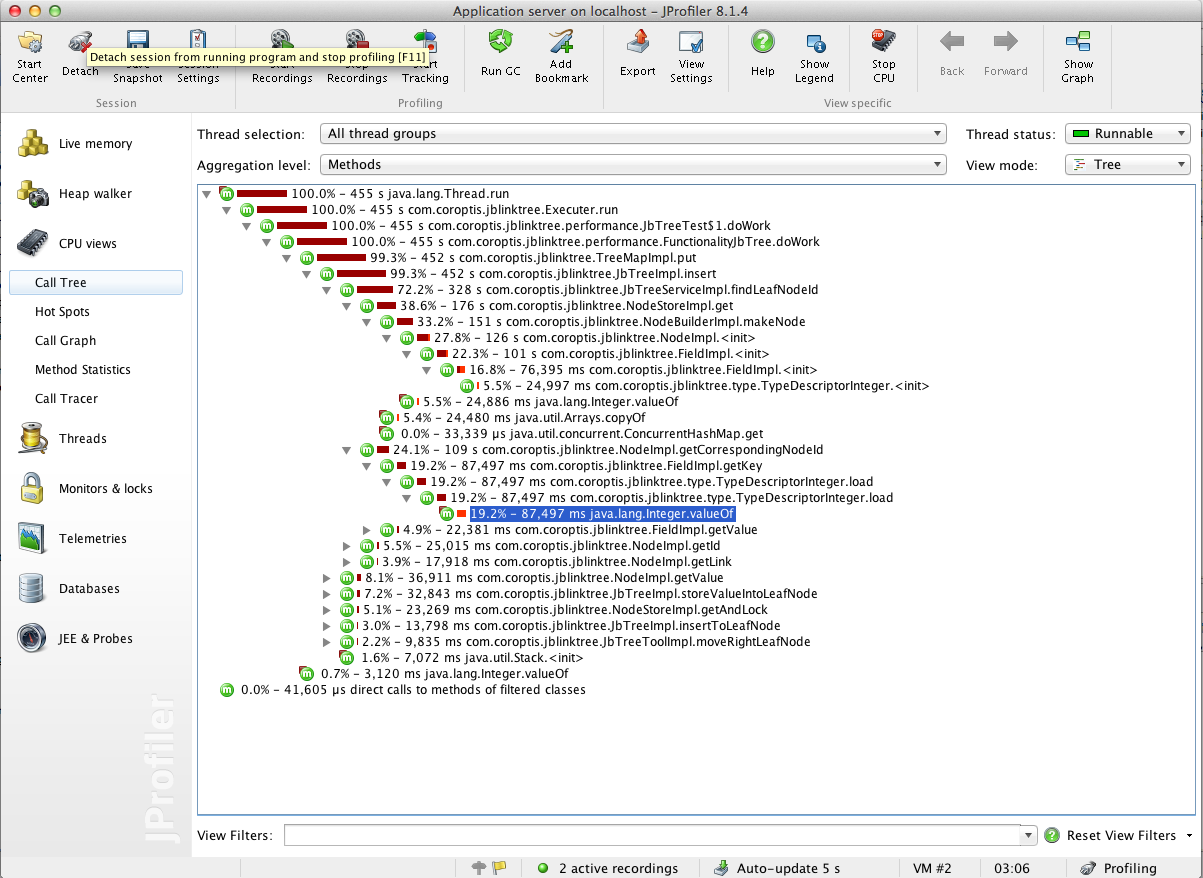 Application server on localhost – JProfiler 8.1.4
Start Center
Detach
Save Snapshot
Session Settings
Start Recordings
Stop Recordings
Start Tracking
Run GC
Add Bookmark
Export
View Settings
Help
Show Legend
Stop CPU
Back
Forward
Show Graph
Detach session from running program and stop profiling [F11]
Session
Profiling
View specific
Live memory
Heap walker
CPU views
Call Tree
Hot Spots
Call Graph
Method Statistics
Call Tracer
Threads
Monitors & locks
Telemetries
Databases
JEE & Probes
JProfiler
Thread selection: All thread groups
Thread status: Runnable
Aggregation level: Methods
View mode: Tree
100.0% – 455 s java.lang.Thread.run
100.0% – 455 s com.coroptis.jblinktree.Executer.run
100.0% – 455 s com.coroptis.jblinktree.performance.JbTreeTest$1.doWork
100.0% – 455 s com.coroptis.jblinktree.performance.FunctionalityJbTree.doWork
99.3% – 452 s com.coroptis.jblinktree.TreeMapImpl.put
99.3% – 452 s com.coroptis.jblinktree.JbTreeImpl.insert
72.2% – 328 s com.coroptis.jblinktree.JbTreeServiceImpl.findLeafNodeId
38.6% – 176 s com.coroptis.jblinktree.NodeStoreImpl.get
33.2% – 151 s com.coroptis.jblinktree.NodeBuilderImpl.makeNode
27.8% – 126 s com.coroptis.jblinktree.NodeImpl.<init>
22.3% – 101 s com.coroptis.jblinktree.FieldImpl.<init>
16.8% – 76,395 ms com.coroptis.jblinktree.FieldImpl.<init>
5.5% – 24,997 ms com.coroptis.jblinktree.type.TypeDescriptorInteger.<init>
5.5% – 24,886 ms java.lang.Integer.valueOf
5.4% – 24,480 ms java.util.Arrays.copyOf
0.0% – 33,339 µs java.util.concurrent.ConcurrentHashMap.get
24.1% – 109 s com.coroptis.jblinktree.NodeImpl.getCorrespondingNodeId
19.2% – 87,497 ms com.coroptis.jblinktree.FieldImpl.getKey
19.2% – 87,497 ms com.coroptis.jblinktree.type.TypeDescriptorInteger.load
19.2% – 87,497 ms com.coroptis.jblinktree.type.TypeDescriptorInteger.load
19.2% – 87,497 ms java.lang.Integer.valueOf
4.9% – 22,381 ms com.coroptis.jblinktree.FieldImpl.getValue
5.5% – 25,015 ms com.coroptis.jblinktree.NodeImpl.getId
3.9% – 17,918 ms com.coroptis.jblinktree.NodeImpl.getLink
8.1% – 36,911 ms com.coroptis.jblinktree.NodeImpl.getValue
7.2% – 32,843 ms com.coroptis.jblinktree.JbTreeImpl.storeValueIntoLeafNode
5.1% – 23,269 ms com.coroptis.jblinktree.NodeStoreImpl.getAndLock
3.0% – 13,798 ms com.coroptis.jblinktree.JbTreeImpl.insertToLeafNode
2.2% – 9,835 ms com.coroptis.jblinktree.JbTreeToolImpl.moveRightLeafNode
1.6% – 7,072 ms java.util.Stack.<init>
0.7% – 3,120 ms java.lang.Integer.valueOf
0.0% – 41,605 µs direct calls to methods of filtered classes
View Filters:
Reset View Filters
2 active recordings
Auto-update 5 s
VM #2
03:06
Profiling